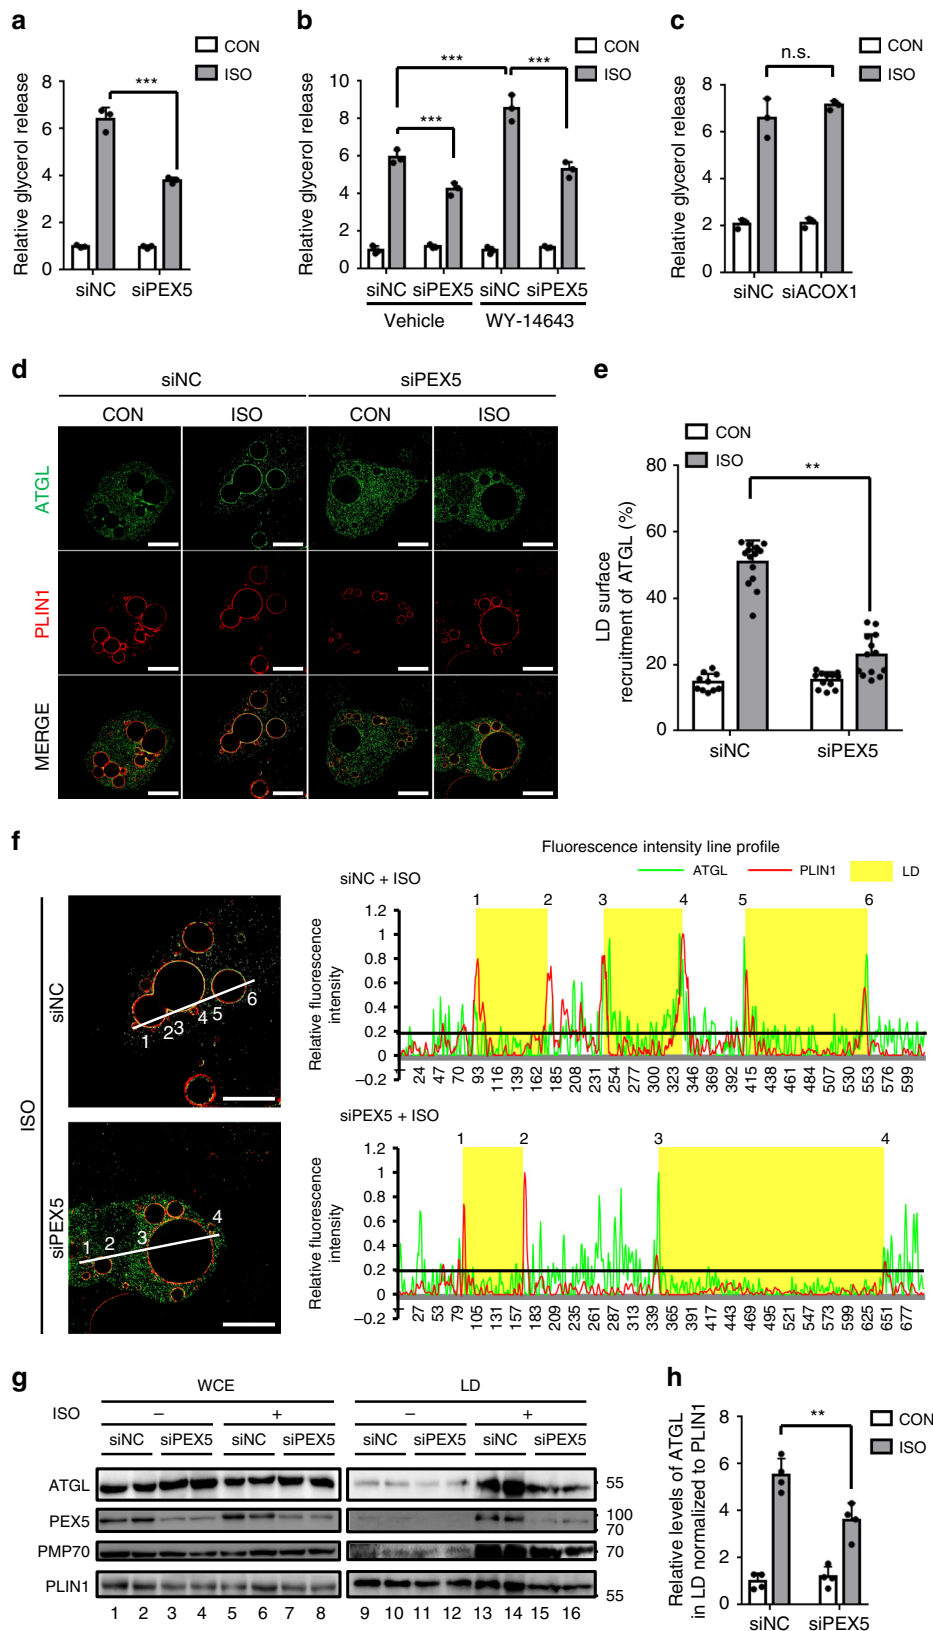 a
CON
ISO
Relative glycerol release
8
6
4
2
0
***
siNC siPEX5
b
CON
ISO
Relative glycerol release
10
8
6
4
2
0
*** ***
***
siNC siPEX5 siNC siPEX5
Vehicle WY-14643
c
CON
ISO
Relative glycerol release
8
6
4
2
0
n.s.
siNC siACOX1
d
siNC siPEX5
CON ISO CON ISO
ATGL
PLIN1
MERGE
e
CON
ISO
LD surface
recruitment of ATGL (%)
80
60
40
20
0
**
siNC siPEX5
f
Fluorescence intensity line profile
ATGL PLIN1 LD
ISO
siNC
1 2 3 4 5 6
siPEX5
1 2 3 4
siNC + ISO
1 2 3 4 5 6
Relative fluorescence
intensity
1.2
1
0.8
0.6
0.4
0.2
0
–0.2
1 24 47 70 93 116 139 162 185 208 231 254 277 300 323 346 369 392 415 438 461 484 507 530 553 576 599
siPEX5 + ISO
1 2 3 4
Relative fluorescence
intensity
1.2
1
0.8
0.6
0.4
0.2
0
–0.2
1 27 53 79 105 131 157 183 209 235 261 287 313 339 365 391 417 443 469 495 521 547 573 599 625 651 677
g
WCE LD
ISO – + – +
siNC siPEX5 siNC siPEX5 siNC siPEX5 siNC siPEX5
ATGL 55
PEX5 100
70
PMP70 70
PLIN1 55
1 2 3 4 5 6 7 8 9 10 11 12 13 14 15 16
h
CON
ISO
Relative levels of ATGL
in LD normalized to PLIN1
8
6
4
2
0
**
siNC siPEX5